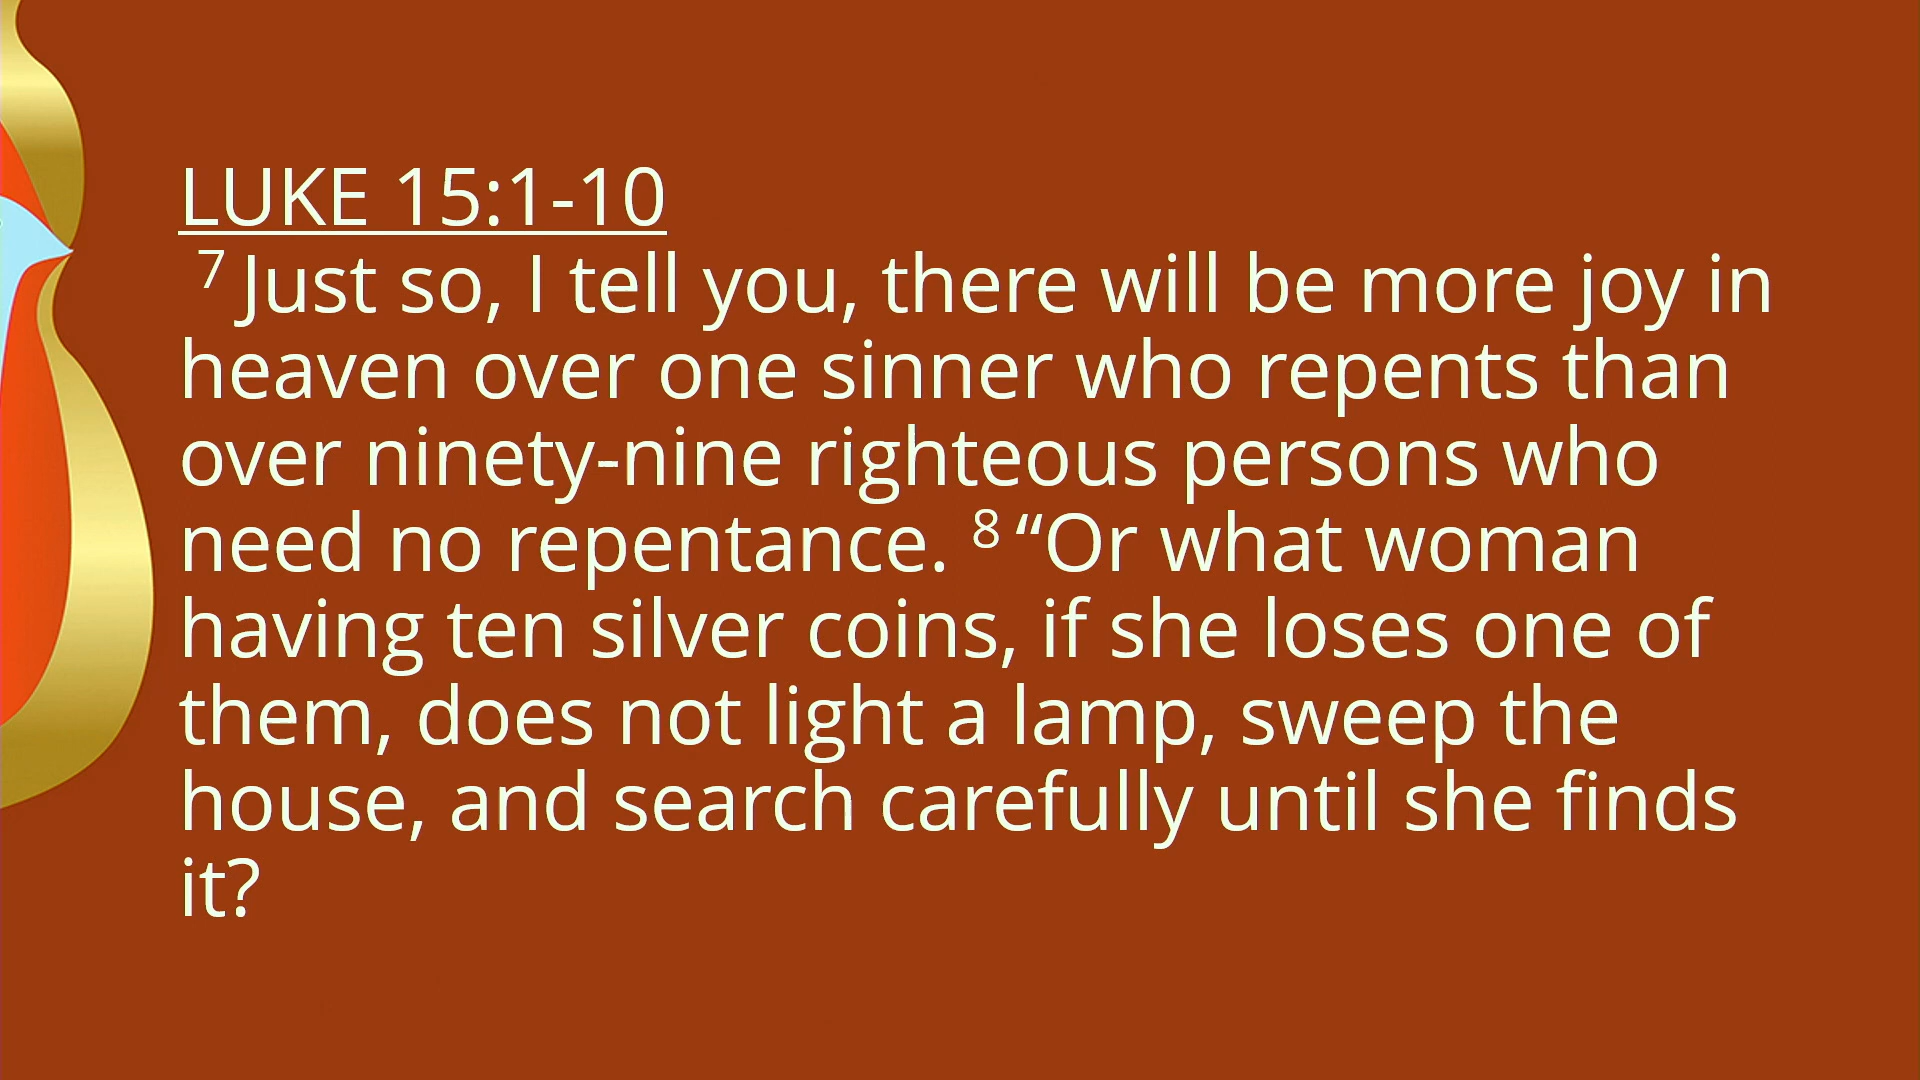 LUKE 15:1-10
7 Just so, I tell you, there will be more joy in
heaven over one sinner who repents than
over ninety-nine righteous persons who
need no repentance. 8 “Or what woman
having ten silver coins, if she loses one of
them, does not light a lamp, sweep the
house, and search carefully until she finds
it?